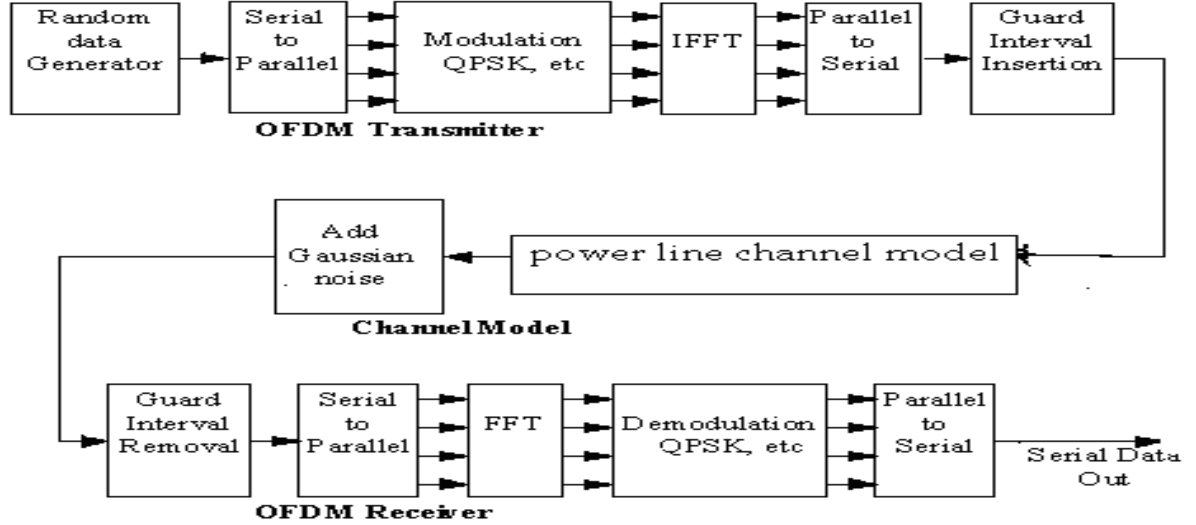 Random
data
Generator
Serial
to
Parallel
Modulation
QPSK, etc
IFFT
Parallel
to
Serial
Guard
Interval
Insertion
OFDM Transmitter
Add
Gaussian
noise
power line channel model
Channel Model
Guard
Interval
Removal
Serial
to
Parallel
FFT
Demodulation
QPSK, etc
Parallel
to
Serial
Serial Data
Out
OFDM Receiver